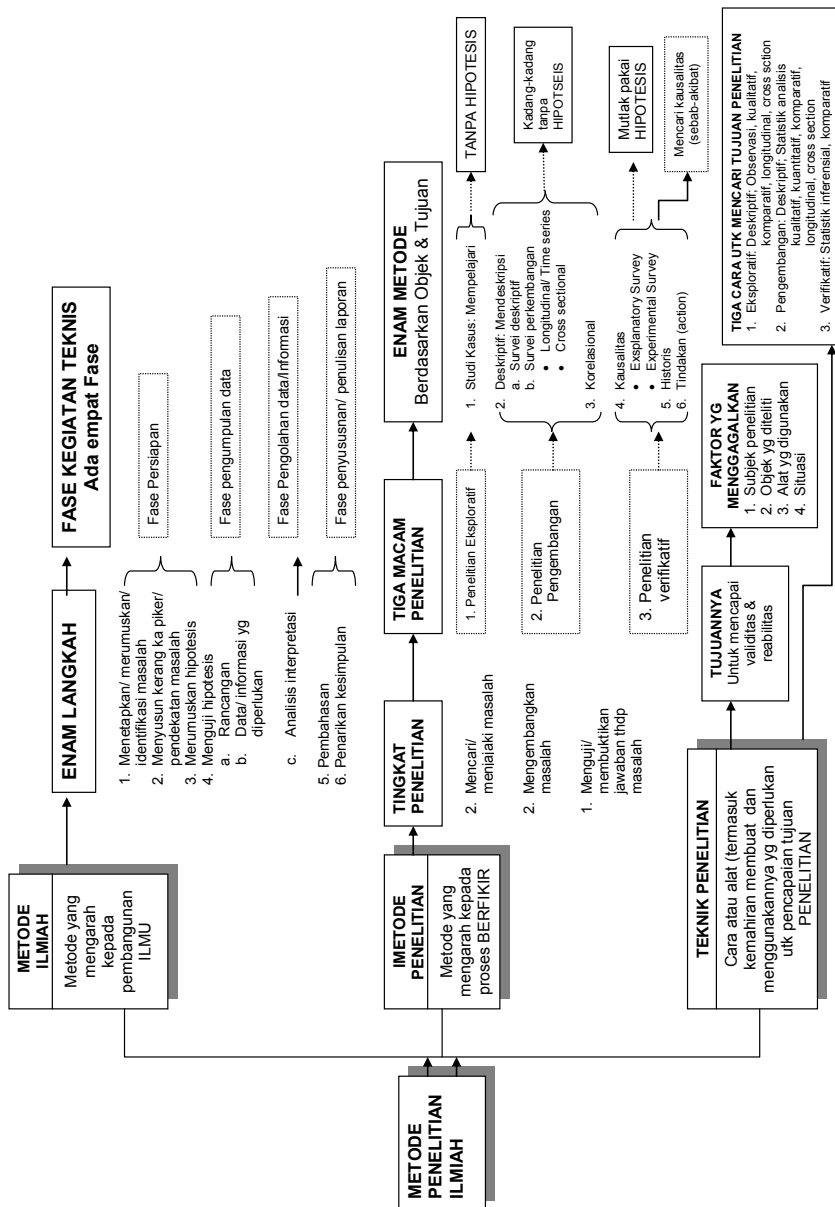 METODE
PENELITIAN
ILMIAH
METODE
ILMIAH
Metode yang
mengarah
kepada
pembangunan
ILMU
ENAM LANGKAH
FASE KEGIATAN TEKNIS
Ada empat Fase
1. Menetapkan/ merumuskan/
identifikasi masalah
2. Menyusun kerang ka piker/
pendekatan masalah
3. Merumuskan hipotesis
4. Menguji hipotesis
a. Rancangan
b. Data/ informasi yg
diperlukan
c. Analisis interpretasi
5. Pembahasan
6. Penarikan kesimpulan
Fase Persiapan
Fase pengumpulan data
Fase Pengolahan data/Informasi
Fase penyusunan/ penulisan laporan
IMETODE
PENELITIAN
Metode yang
mengarah kepada
proses BERFIKIR
TINGKAT
PENELITIAN
TIGA MACAM
PENELITIAN
ENAM METODE
Berdasarkan Objek & Tujuan
2. Mencari/
menjajaki masalah
2. Mengembangkan
masalah
1. Menguji/
membuktikan
jawaban thdp
masalah
1. Penelitian Eksploratif
2. Penelitian
Pengembangan
3. Penelitian
verifikatif
1. Studi Kasus: Mempelajari
2. Deskriptif: Mendeskripsi
a. Survei deskriptif
b. Survei perkembangan
• Longitudinal/ Time series
• Cross sectional
3. Korelasional
4. Kausalitas
• Exsplanatory Survey
• Experimental Survey
5. Historis
6. Tindakan (action)
TANPA HIPOTESIS
Kadang-kadang
tanpa
HIPOTSEIS
Mutlak pakai
HIPOTESIS
Mencari kausalitas
(sebab-akibat)
TEKNIK PENELITIAN
Cara atau alat (termasuk
kemahiran membuat dan
menggunakannya yg diperlukan
utk pencapaian tujuan
PENELITIAN
TUJUANNYA
Untuk mencapai
validitas &
reabilitas
FAKTOR YG
MENGGAGALKAN
1. Subjek penelitian
2. Objek yg diteliti
3. Alat yg digunakan
4. Situasi
TIGA CARA UTK MENCARI TUJUAN PENELITIAN
1. Eksploratif: Deskriptif; Observasi, kualitatif,
komparatif, longitudinal, cross sction
2. Pengembangan: Deskriptif; Statistik analisis
kualitatif, kuantitatif, komparatif,
longitudinal, cross section
3. Verifikatif: Statistik inferensial, komparatif